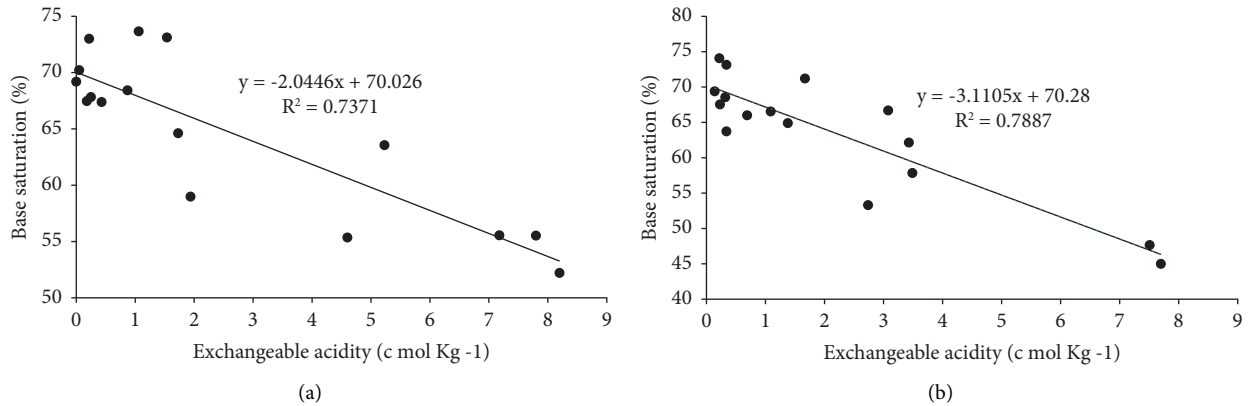 75
70
65
60
55
50
Base saturation (%)
y = -2.0446x + 70.026
R² = 0.7371
0 1 2 3 4 5 6 7 8 9
Exchangeable acidity (c mol Kg -1)
(a)
80
75
70
65
60
55
50
45
40
Base saturation (%)
y = -3.1105x + 70.28
R² = 0.7887
0 1 2 3 4 5 6 7 8 9
Exchangeable acidity (c mol Kg -1)
(b)